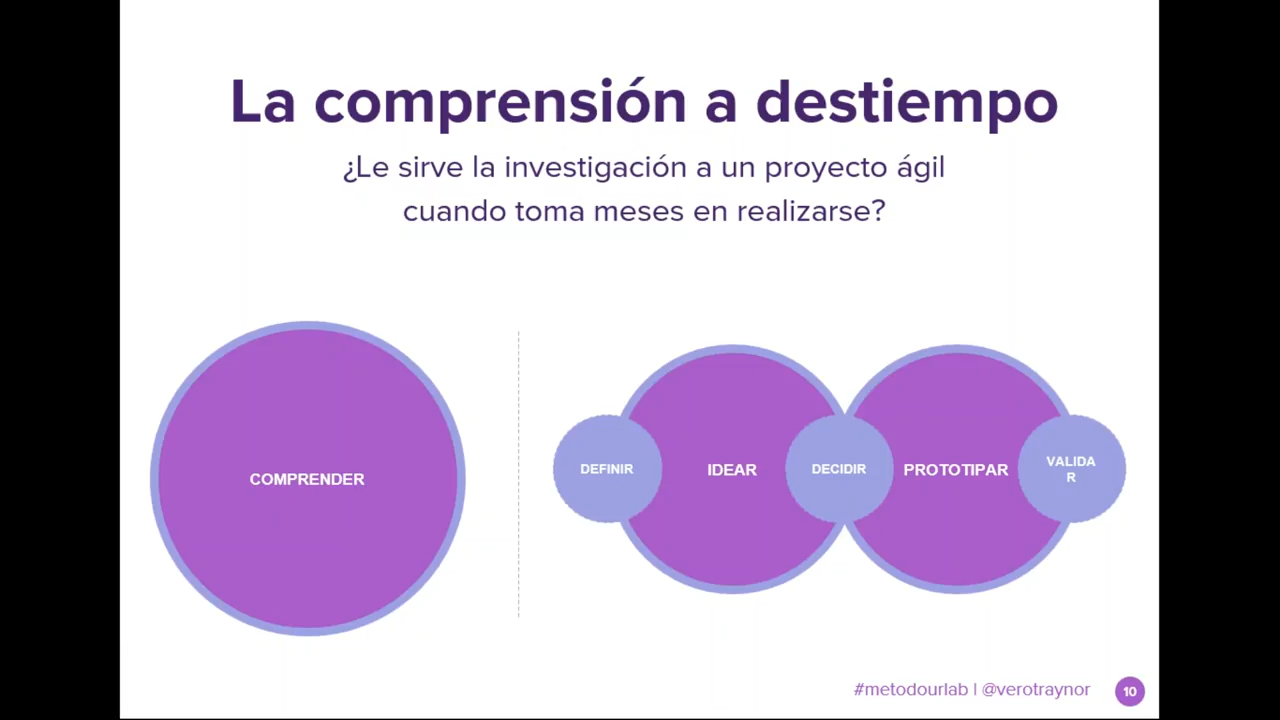 La comprensión a destiempo
¿Le sirve la investigación a un proyecto ágil
cuando toma meses en realizarse?
COMPRENDER
DEFINIR
IDEAR
DECIDIR
PROTOTIPAR
VALIDA
R
#metodourlab | @verotraynor
10